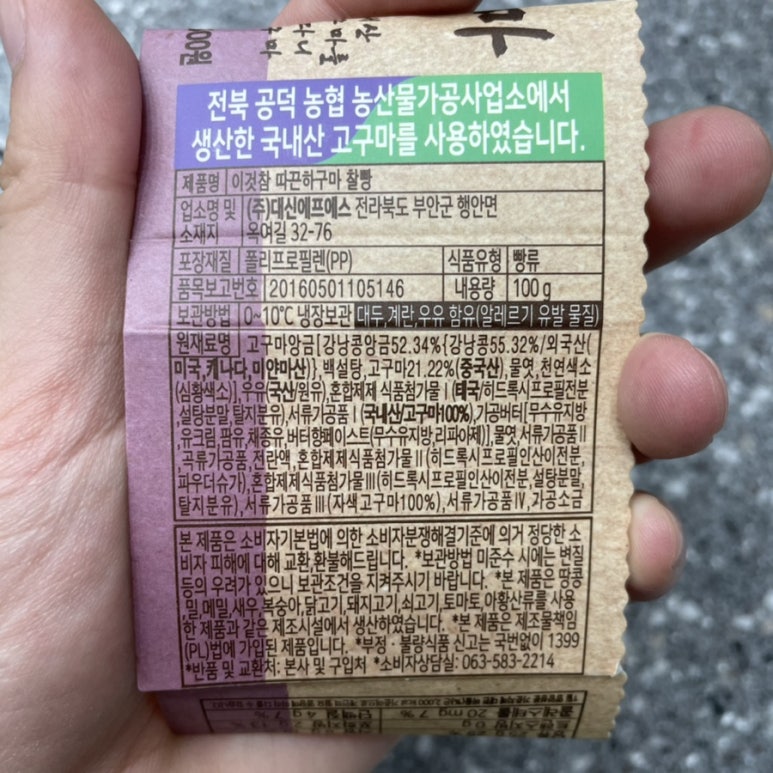 00원
마
전북 공덕 농협 농산물가공사업소에서
생산한 국내산 고구마를 사용하였습니다.
제품명 이것참 따끈하구마 찰빵
업소명 및 소재지 (주)대신에프에스 전라북도 부안군 행안면
옥여길 32-76
포장재질 폴리프로필렌(PP) 식품유형 빵류
품목보고번호 20160501105146 내용량 100 g
보관방법 0~10℃ 냉장보관 대두,계란,우유 함유(알레르기 유발 물질)
원재료명 고구마앙금[강낭콩앙금52.34%{강낭콩55.32%/외국산(
미국,캐나다,미얀마산)},백설탕,고구마21.22%(중국산),물엿,천연색소
(심황색소)],우유(국산/원유),혼합제제 식품첨가물Ⅰ(태국/히드록시프로필전분
,설탕분말,탈지분유),서류가공품Ⅰ(국내산/고구마100%),가공버터[무수유지방
,유크림,팜유,채종유,버터향페이스트(무수유지방,리파아제)],물엿,서류가공품Ⅱ
,곡류가공품,전란액,혼합제제식품첨가물Ⅱ(히드록시프로필인산이전분,
파우더슈가),혼합제제식품첨가물Ⅲ(히드록시프로필인산이전분,설탕분말,
탈지분유),서류가공품Ⅲ(자색고구마100%),서류가공품Ⅳ,가공소금
본 제품은 소비자기본법에 의한 소비자분쟁해결기준에 의거 정당한 소
비자 피해에 대해 교환,환불해드립니다. *보관방법 미준수 시에는 변질
등의 우려가 있으니 보관조건을 지켜주시기 바랍니다. *본 제품은 땅콩
,밀,메밀,새우,복숭아,닭고기,돼지고기,쇠고기,토마토,아황산류를 사용
한 제품과 같은 제조시설에서 생산하였습니다. *본 제품은 제조물책임
(PL)법에 가입된 제품입니다. *부정·불량식품 신고는 국번없이 1399
*반품 및 교환처: 본사 및 구입처 *소비자상담실: 063-583-2214
콜레스테롤 20 mg 7 % 단백질 4 g 7 %